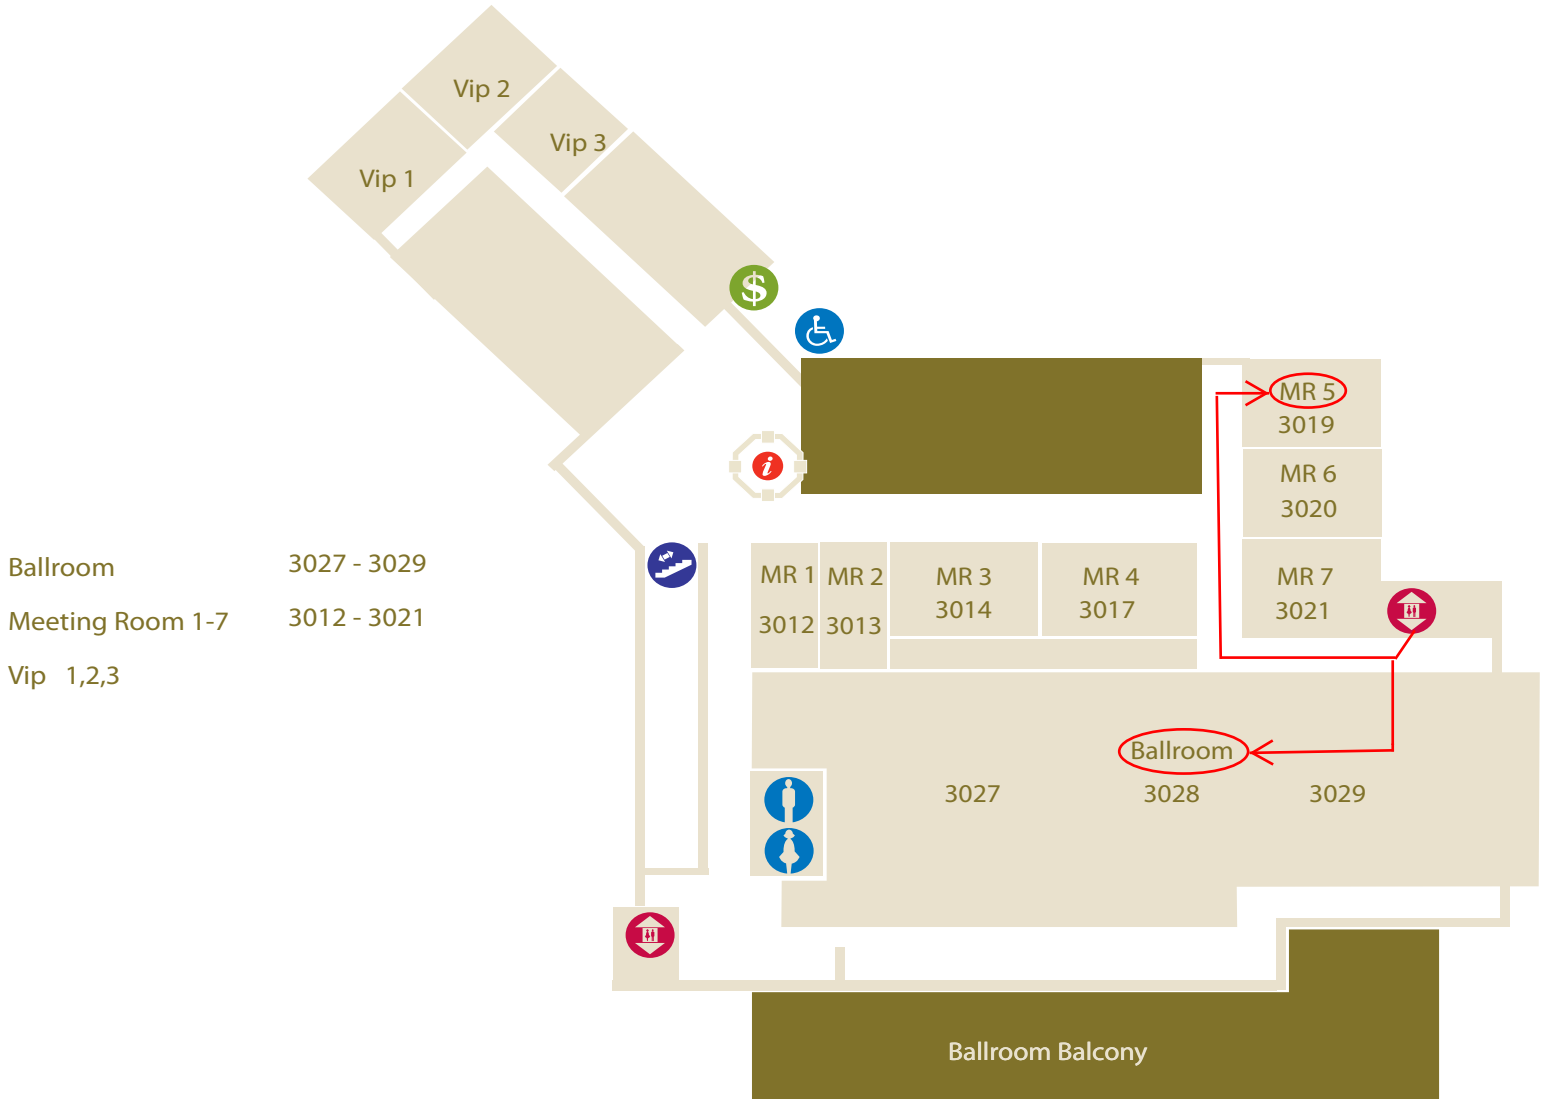 Vip 2
Vip 3
Vip 1
$
i
MR 5
3019
MR 6
3020
MR 7
3021
MR 1
3012
MR 2
3013
MR 3
3014
MR 4
3017
Ballroom 3027 - 3029
Meeting Room 1-7 3012 - 3021
Vip 1,2,3
Ballroom
3027 3028 3029
Ballroom Balcony